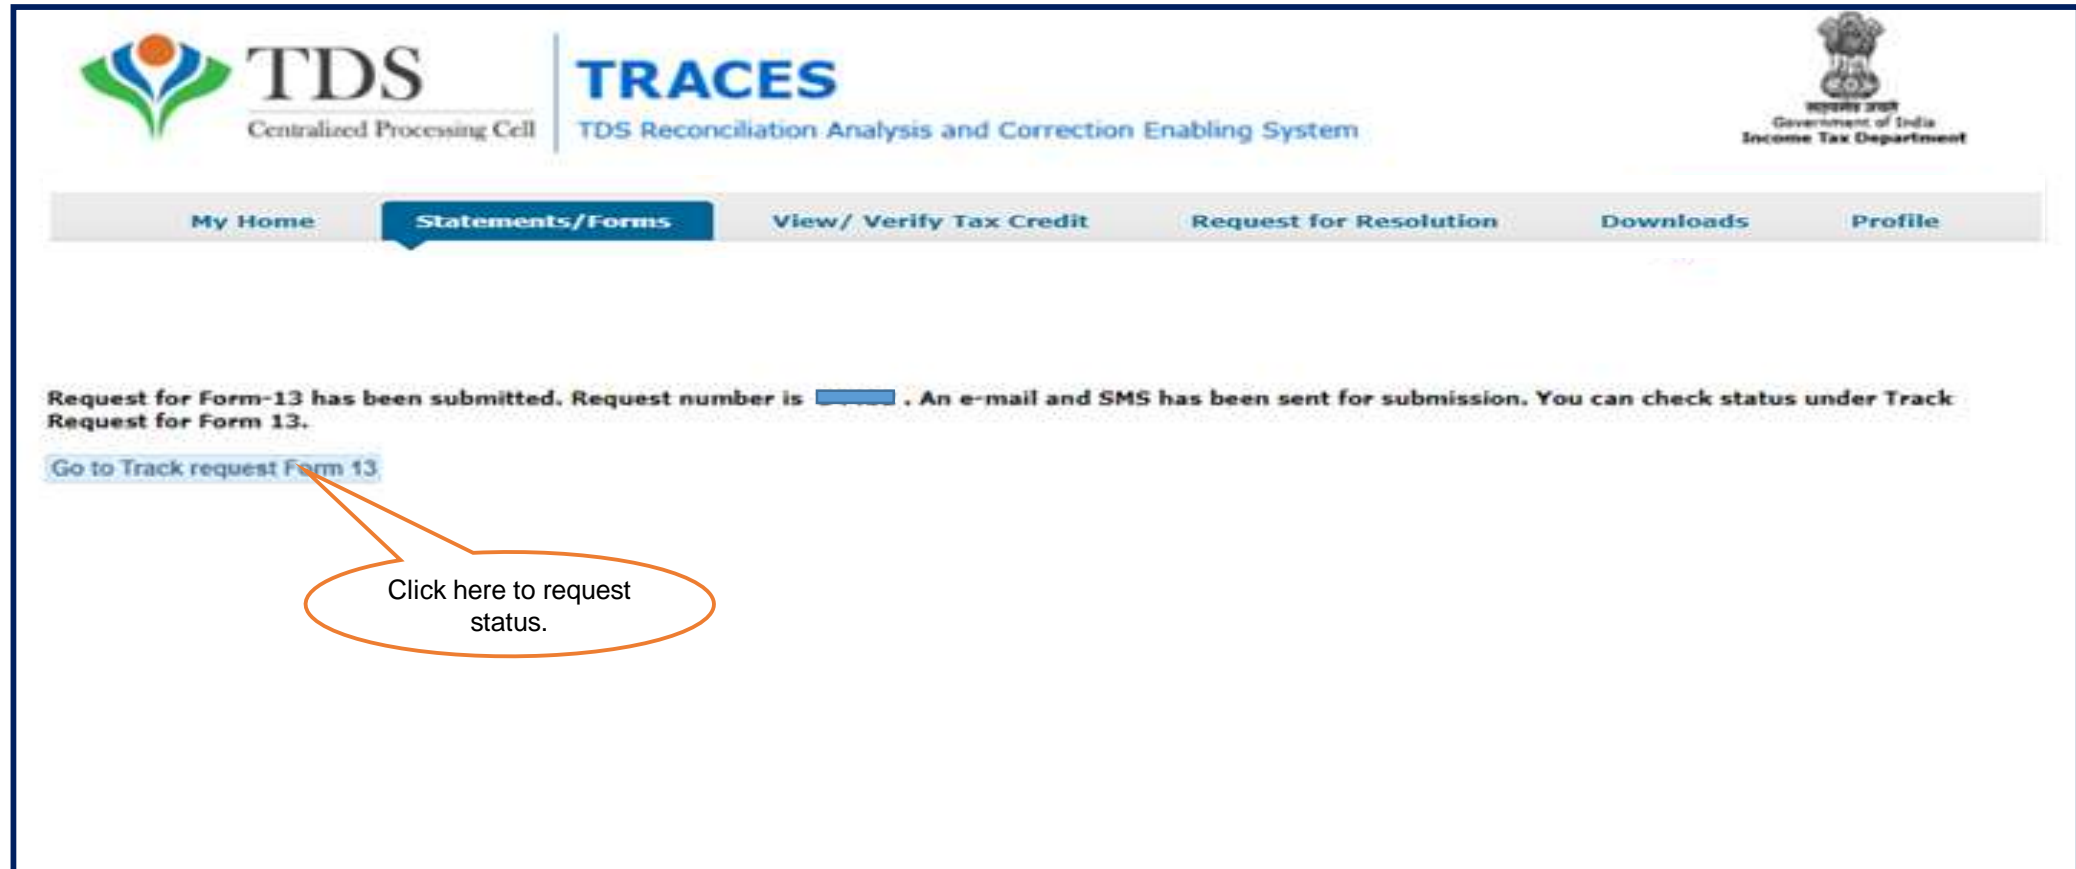 TDS
Centralized Processing Cell
TRACES
TDS Reconciliation Analysis and Correction Enabling System
सत्यमेव जयते
Government of India
Income Tax Department
My Home
Statements/Forms
View/ Verify Tax Credit
Request for Resolution
Downloads
Profile
Request for Form-13 has been submitted. Request number is . An e-mail and SMS has been sent for submission. You can check status under Track
Request for Form 13.
Go to Track request Form 13
Click here to request
status.